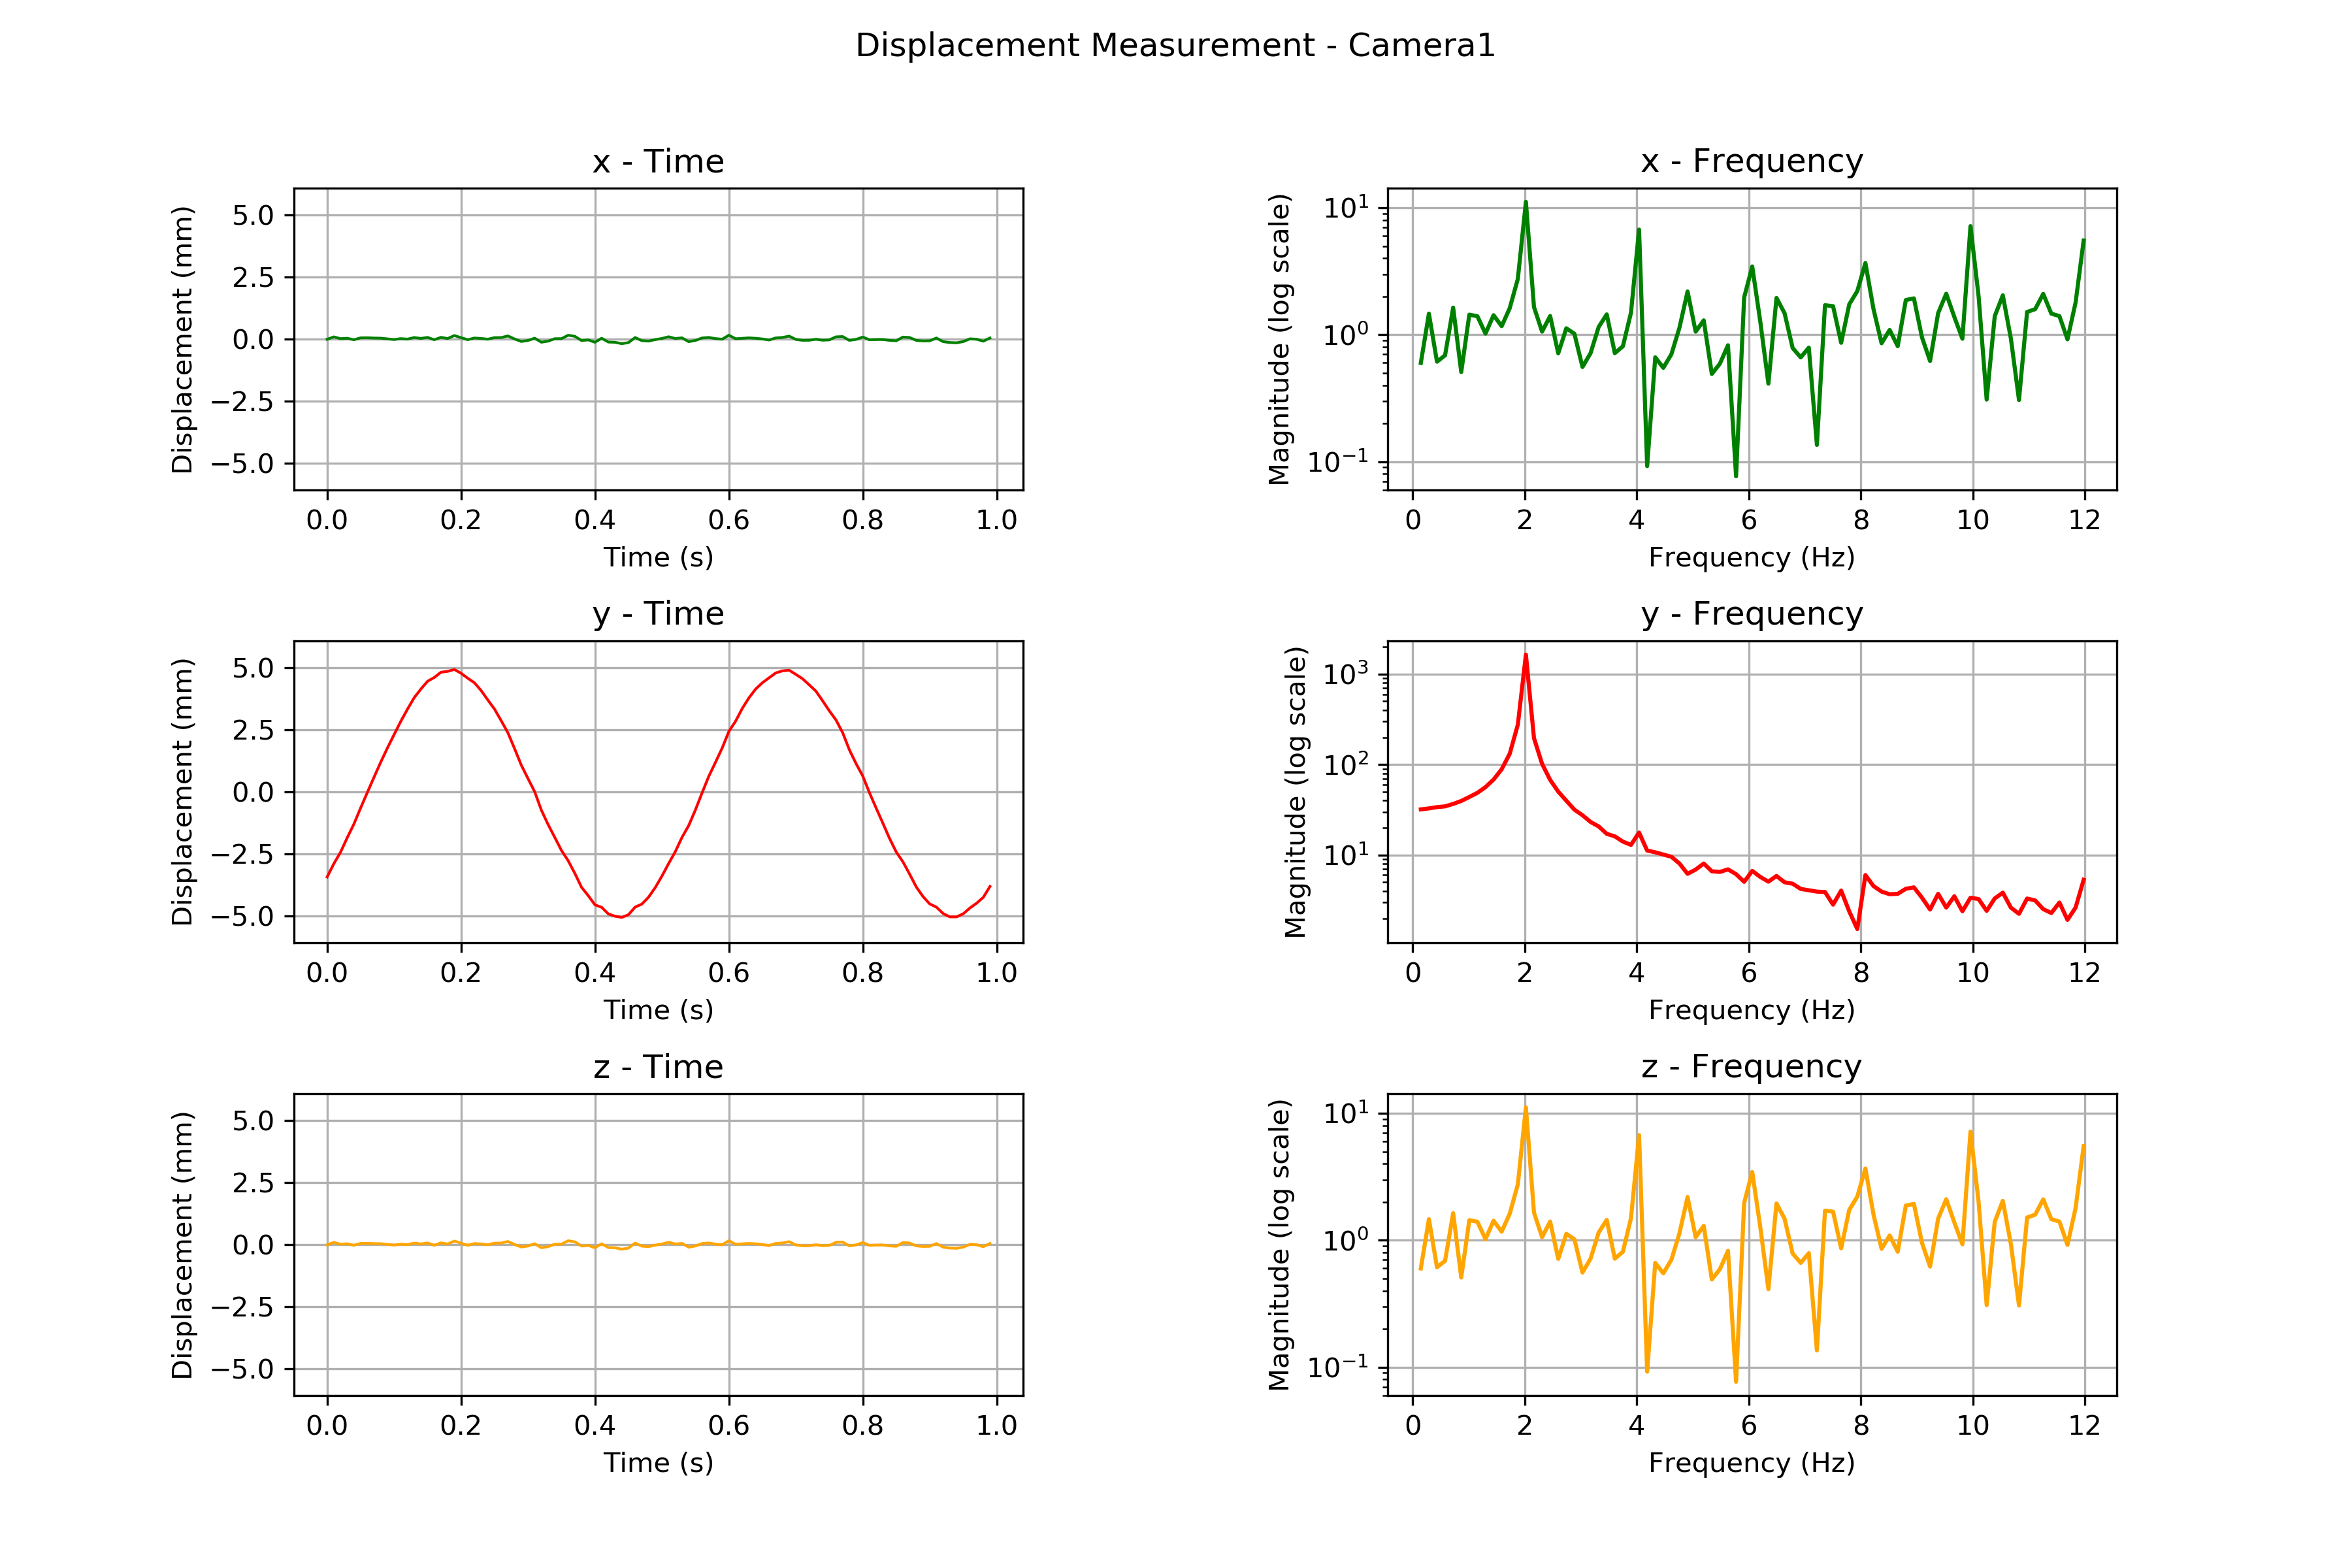 Displacement Measurement - Camera1
x - Time
Displacement (mm)
5.0
2.5
0.0
−2.5
−5.0
0.0 0.2 0.4 0.6 0.8 1.0
Time (s)
x - Frequency
Magnitude (log scale)
10¹
10⁰
10⁻¹
0 2 4 6 8 10 12
Frequency (Hz)
y - Time
Displacement (mm)
5.0
2.5
0.0
−2.5
−5.0
0.0 0.2 0.4 0.6 0.8 1.0
Time (s)
y - Frequency
Magnitude (log scale)
10³
10²
10¹
0 2 4 6 8 10 12
Frequency (Hz)
z - Time
Displacement (mm)
5.0
2.5
0.0
−2.5
−5.0
0.0 0.2 0.4 0.6 0.8 1.0
Time (s)
z - Frequency
Magnitude (log scale)
10¹
10⁰
10⁻¹
0 2 4 6 8 10 12
Frequency (Hz)